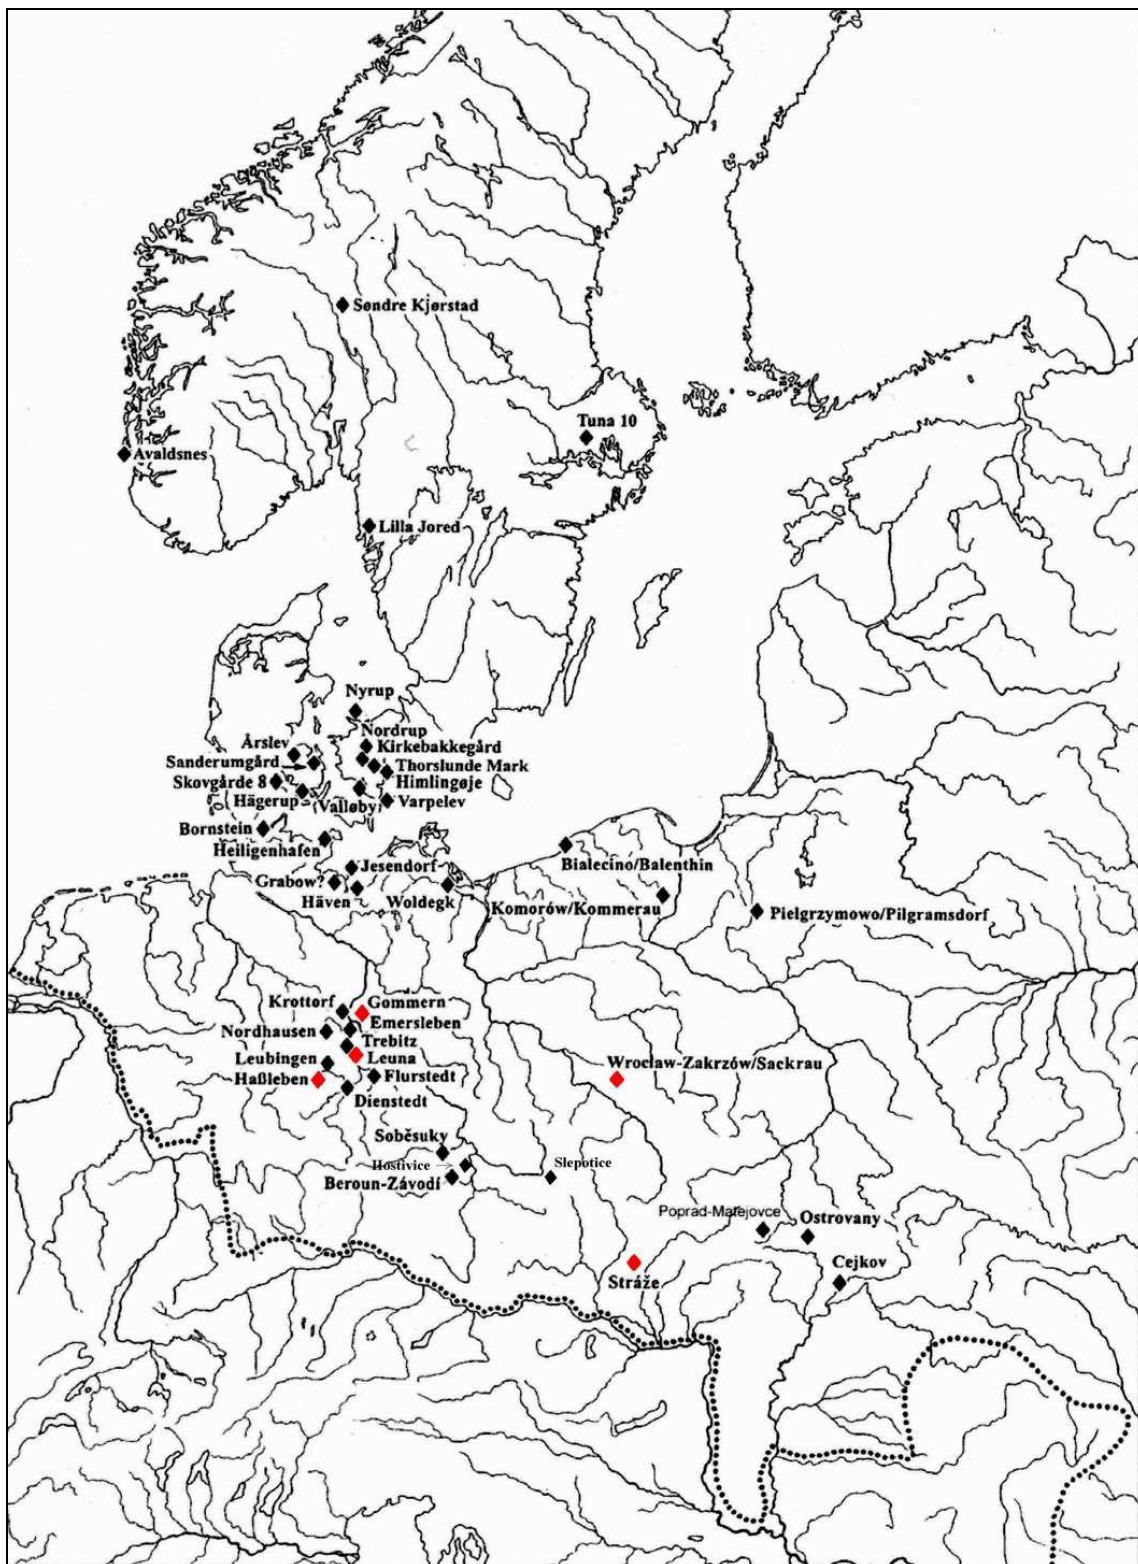 Søndre Kjørstad
Tuna 10
Avaldsnes
Lilla Jored
Nyrup
Nordrup
Årslev
Kirkebakkegård
Sanderumgård
Thorslunde Mark
Skovgårde 8
Himlingøje
Hägerup
Valløby
Varpelev
Bornstein
Heiligenhafen
Jesendorf
Bialecino/Balenthin
Grabow?
Häven
Woldegk
Komorów/Kommerau
Pielgrzymowo/Pilgramsdorf
Krottorf
Gommern
Emersleben
Nordhausen
Trebitz
Leubingen
Leuna
Wrocław-Zakrzów/Sackrau
Haßleben
Flurstedt
Dienstedt
Soběsuky
Hostivice
Slepotice
Beroun-Závodí
Poprad-Matejovce
Ostrovany
Cejkov
Stráže